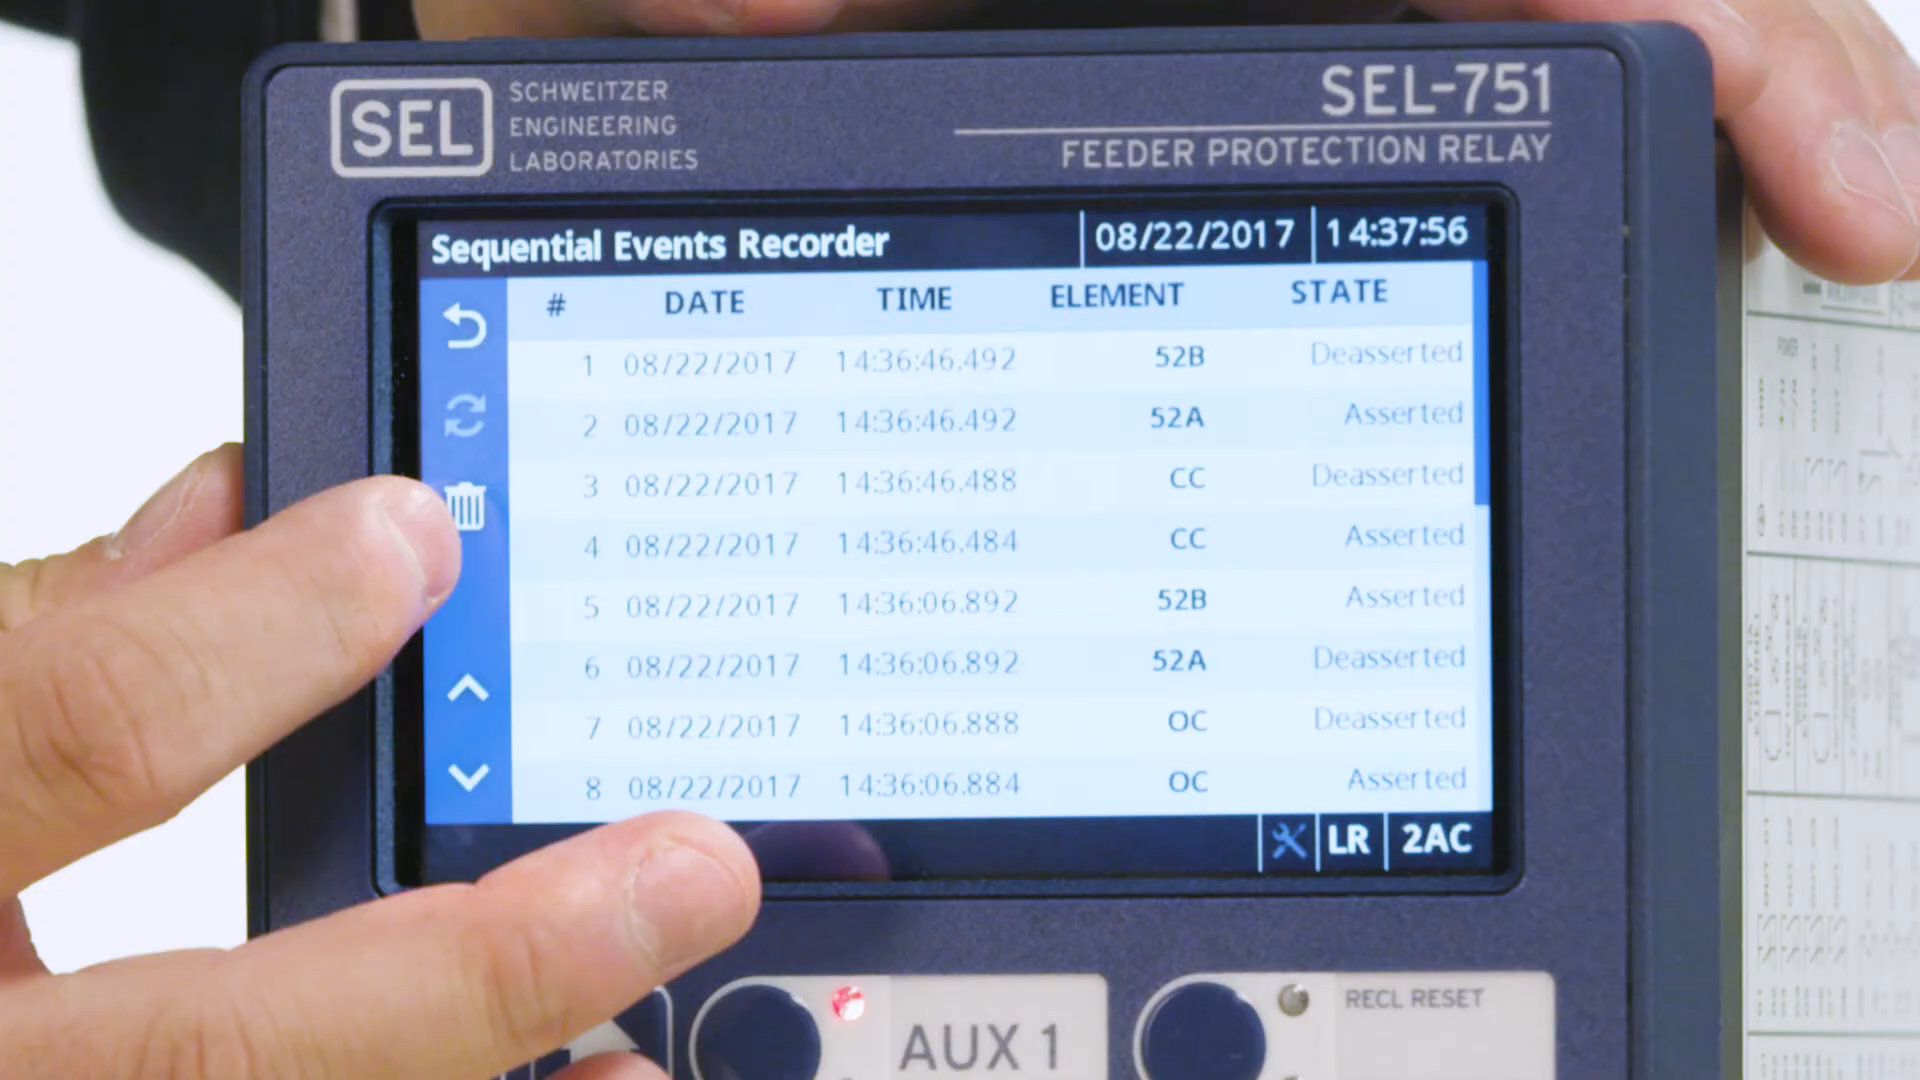 SEL
SCHWEITZER
ENGINEERING
LABORATORIES
SEL-751
FEEDER PROTECTION RELAY
Sequential Events Recorder 08/22/2017 14:37:56
# DATE TIME ELEMENT STATE
1 08/22/2017 14:36:46.492 52B Deasserted
2 08/22/2017 14:36:46.492 52A Asserted
3 08/22/2017 14:36:46.488 CC Deasserted
4 08/22/2017 14:36:46.484 CC Asserted
5 08/22/2017 14:36:06.892 52B Asserted
6 08/22/2017 14:36:06.892 52A Deasserted
7 08/22/2017 14:36:06.888 OC Deasserted
8 08/22/2017 14:36:06.884 OC Asserted
LR 2AC
AUX 1
RECL RESET